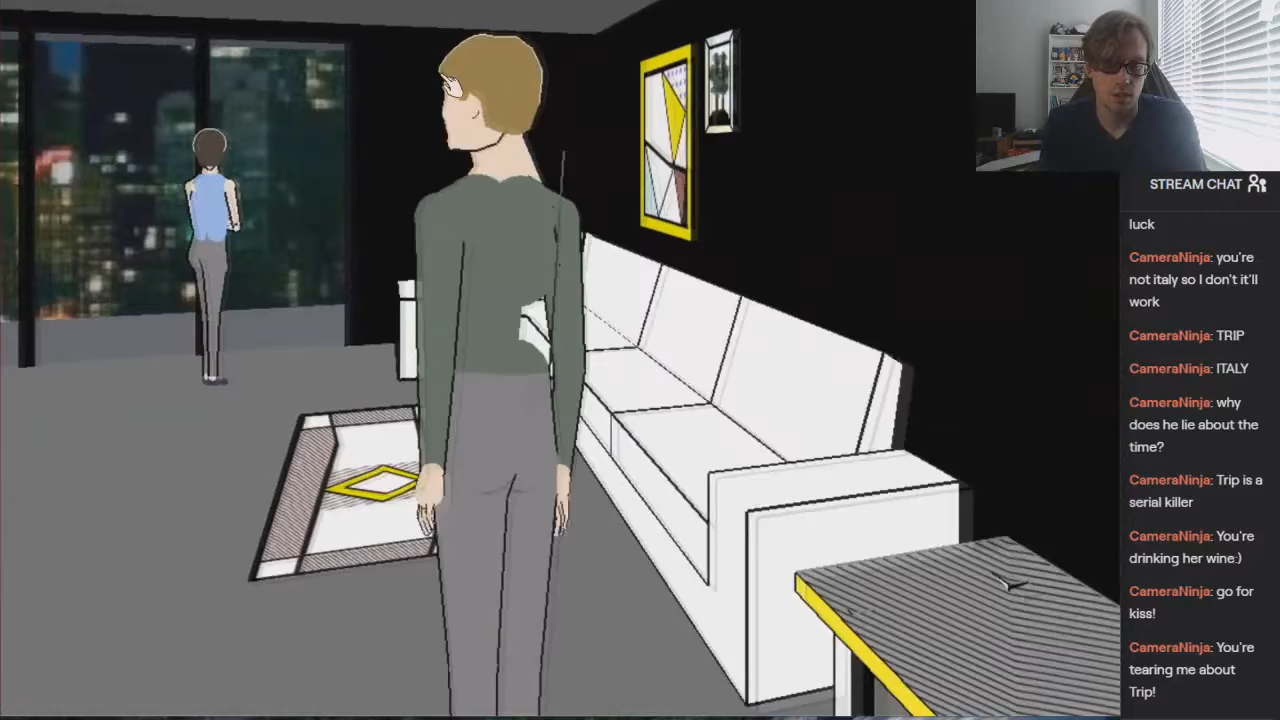 STREAM CHAT
luck
CameraNinja: you're
not italy so I don't it'll
work
CameraNinja: TRIP
CameraNinja: ITALY
CameraNinja: why
does he lie about the
time?
CameraNinja: Trip is a
serial killer
CameraNinja: You're
drinking her wine:)
CameraNinja: go for
kiss!
CameraNinja: You're
tearing me about
Trip!